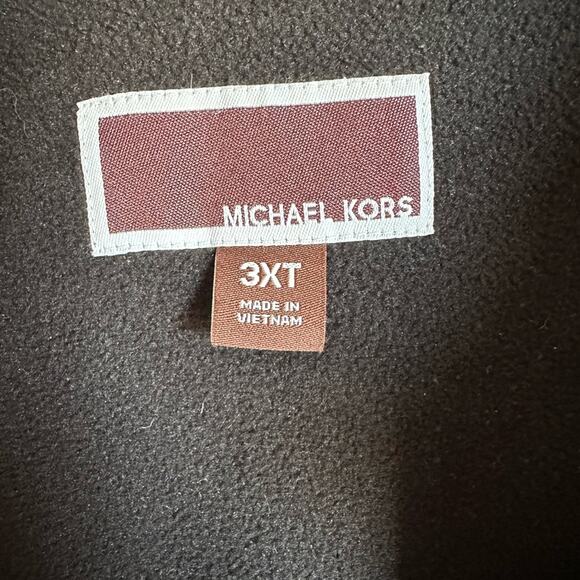 MICHAEL KORS
3XT
MADE IN
VIETNAM